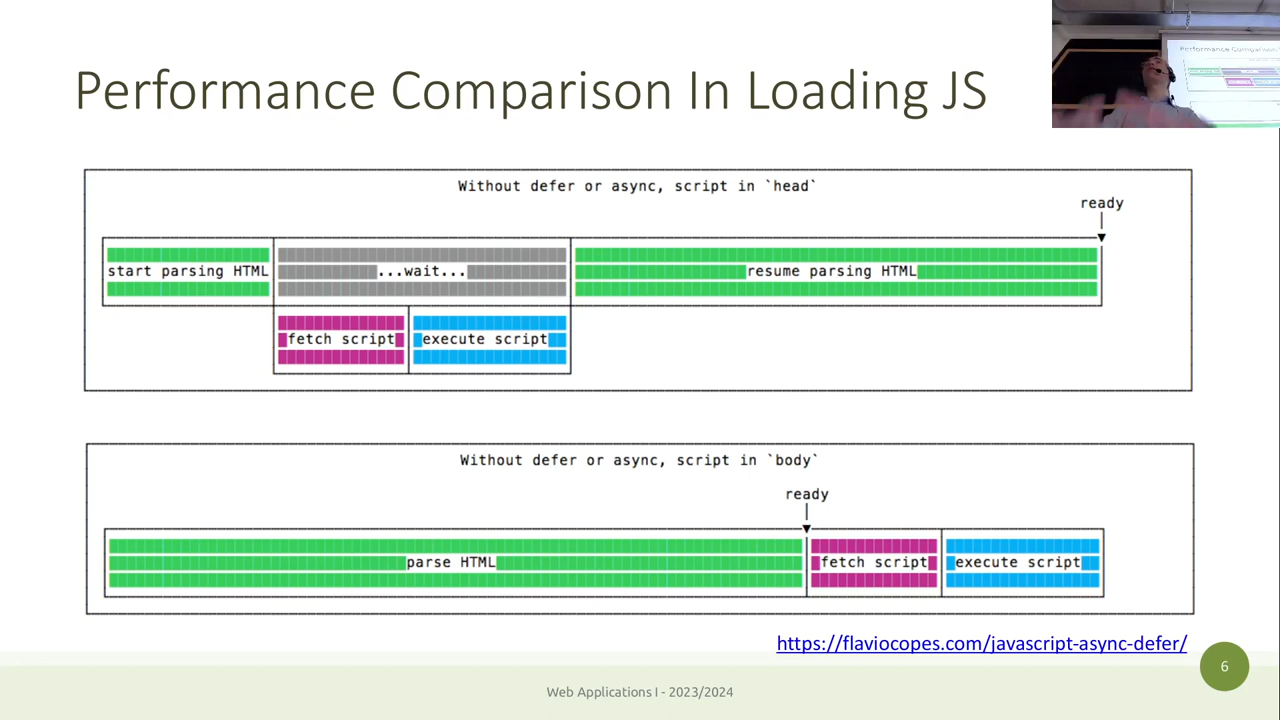 Performance Comparison In Loading JS
Without defer or async, script in `head`
ready
start parsing HTML
...wait...
resume parsing HTML
fetch script
execute script
Without defer or async, script in `body`
ready
parse HTML
fetch script
execute script
https://flaviocopes.com/javascript-async-defer/
6
Web Applications I - 2023/2024